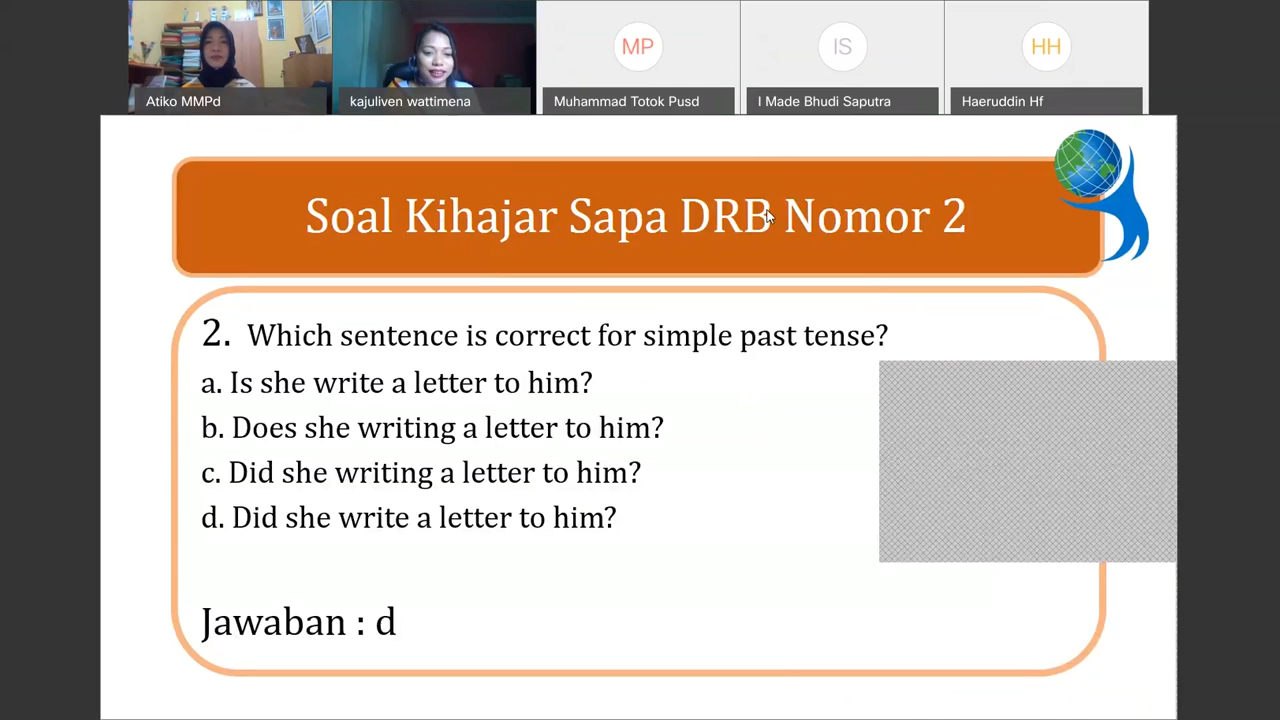 MP
IS
HH
Atiko MMPd
kajuliven wattimena
Muhammad Totok Pusd
I Made Bhudi Saputra
Haeruddin Hf
Soal Kihajar Sapa DRB Nomor 2
2. Which sentence is correct for simple past tense?
a. Is she write a letter to him?
b. Does she writing a letter to him?
c. Did she writing a letter to him?
d. Did she write a letter to him?
Jawaban : d